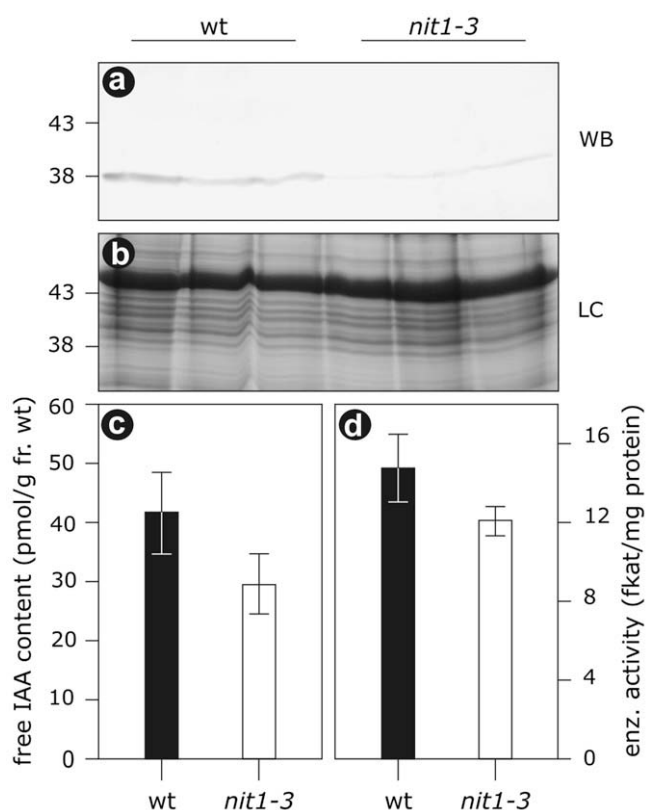 wt nit1-3
a
43
38
WB
b
43
38
LC
c
60
50
40
30
20
10
0
free IAA content (pmol/g fr. wt)
wt nit1-3
d
16
12
8
4
0
enz. activity (fkat/mg protein)
wt nit1-3